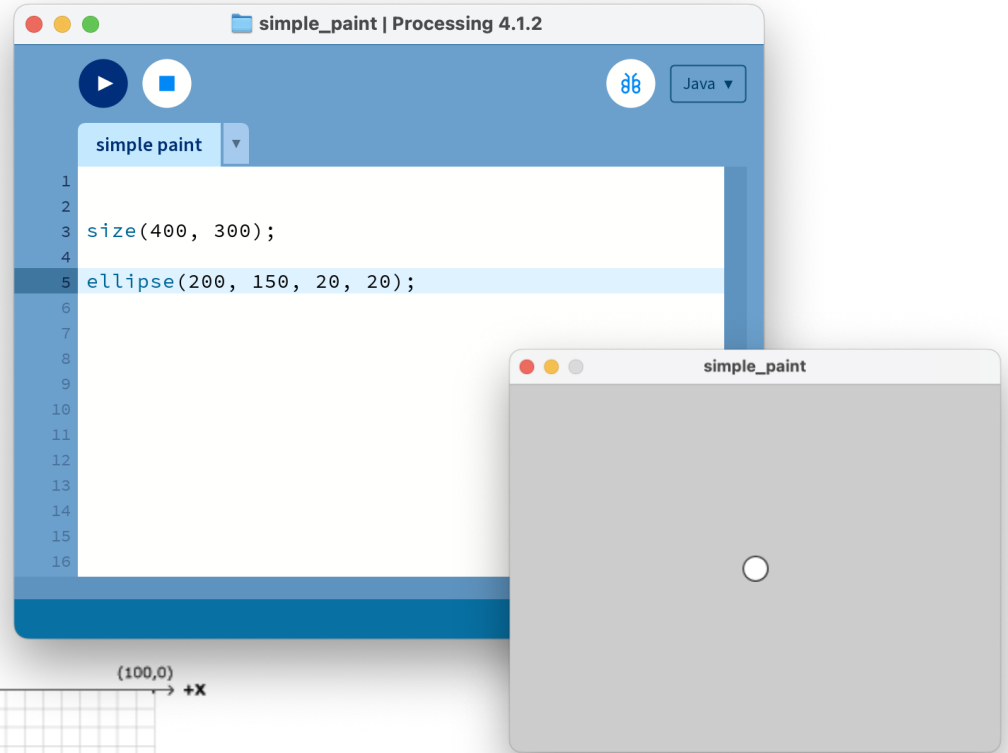 simple_paint | Processing 4.1.2
Java ▼
simple paint ▼
1
2
3 size(400, 300);
4
5 ellipse(200, 150, 20, 20);
6
7
8
9
10
11
12
13
14
15
16
simple_paint
(100,0)
+X